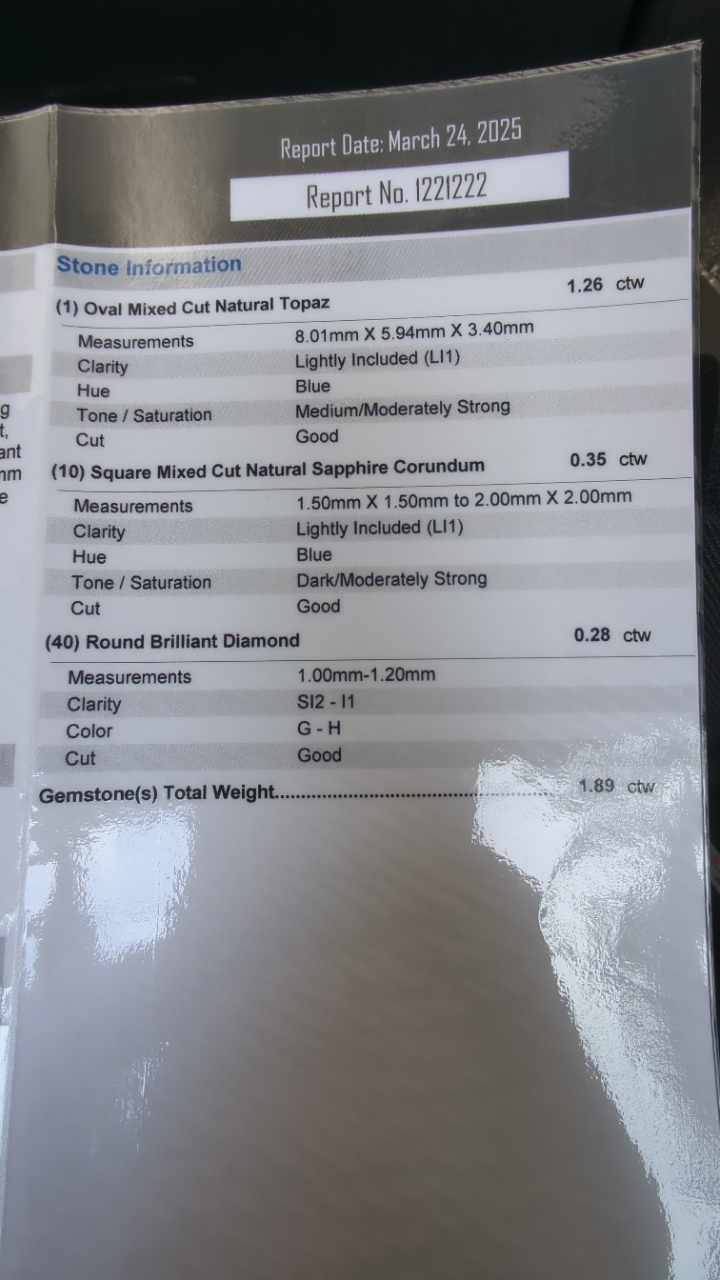 Report Date: March 24, 2025
Report No. 1221222
Stone Information
(1) Oval Mixed Cut Natural Topaz 1.26 ctw
Measurements 8.01mm X 5.94mm X 3.40mm
Clarity Lightly Included (LI1)
Hue Blue
Tone / Saturation Medium/Moderately Strong
Cut Good
(10) Square Mixed Cut Natural Sapphire Corundum 0.35 ctw
Measurements 1.50mm X 1.50mm to 2.00mm X 2.00mm
Clarity Lightly Included (LI1)
Hue Blue
Tone / Saturation Dark/Moderately Strong
Cut Good
(40) Round Brilliant Diamond 0.28 ctw
Measurements 1.00mm-1.20mm
Clarity SI2 - I1
Color G - H
Cut Good
Gemstone(s) Total Weight................................................ 1.89 ctw